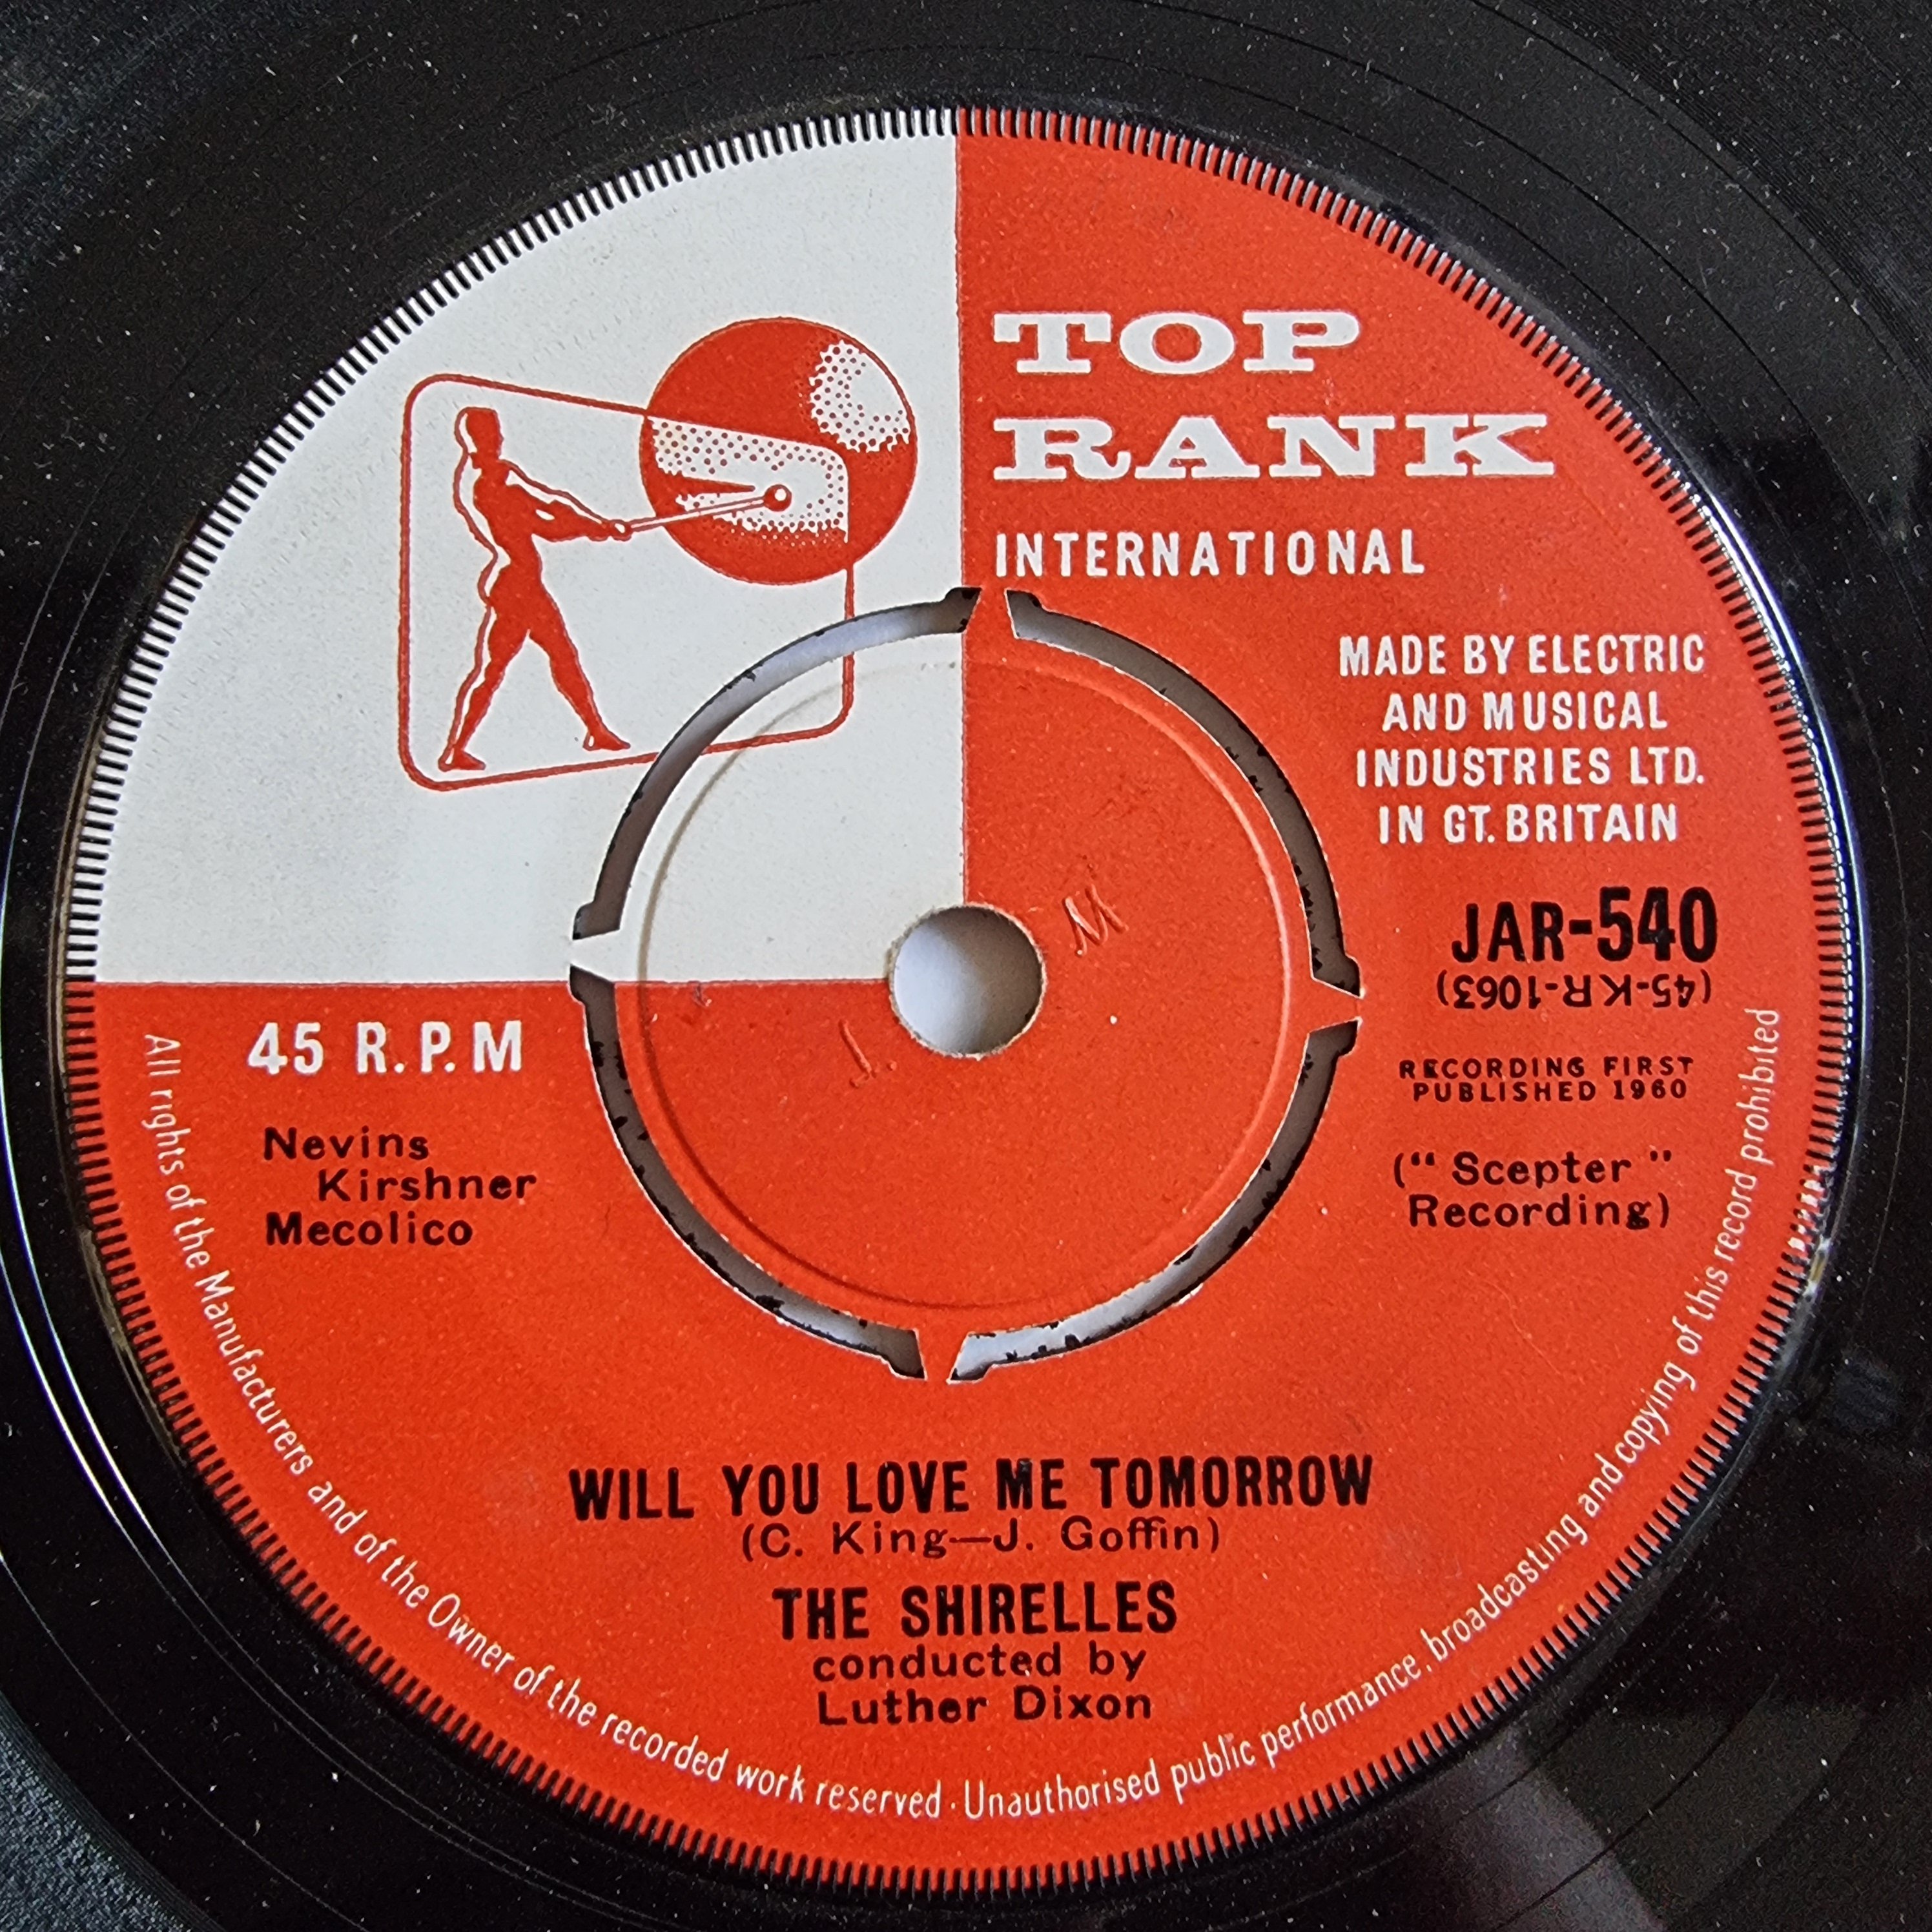 TOP
RANK
INTERNATIONAL
MADE BY ELECTRIC
AND MUSICAL
INDUSTRIES LTD.
IN GT. BRITAIN
JAR-540
(45-KR-1063)
RECORDING FIRST
PUBLISHED 1960
("Scepter"
Recording)
45 R.P.M
Nevins
Kirshner
Mecolico
J.
M
WILL YOU LOVE ME TOMORROW
(C. King—J. Goffin)
THE SHIRELLES
conducted by
Luther Dixon
All rights of the Manufacturers and of the Owner of the recorded work reserved · Unauthorised public performance, broadcasting and copying of this record prohibited